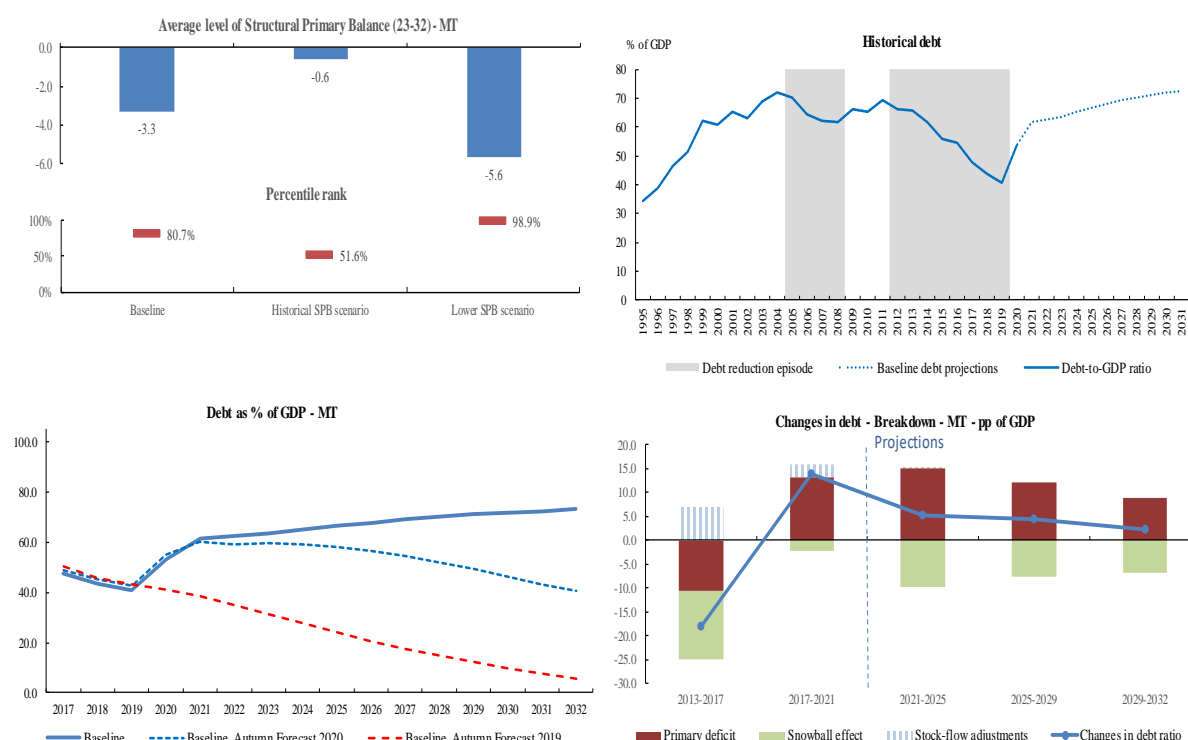 Average level of Structural Primary Balance (23-32) - MT
0.0
-2.0
-4.0
-6.0
-3.3
-0.6
-5.6
Percentile rank
100%
50%
0%
80.7%
51.6%
98.9%
Baseline
Historical SPB scenario
Lower SPB scenario
% of GDP
Historical debt
80
70
60
50
40
30
20
10
0
1995 1996 1997 1998 1999 2000 2001 2002 2003 2004 2005 2006 2007 2008 2009 2010 2011 2012 2013 2014 2015 2016 2017 2018 2019 2020 2021 2022 2023 2024 2025 2026 2027 2028 2029 2030 2031
Debt reduction episode
Baseline debt projections
Debt-to-GDP ratio
Debt as % of GDP - MT
100.0
80.0
60.0
40.0
20.0
0.0
2017 2018 2019 2020 2021 2022 2023 2024 2025 2026 2027 2028 2029 2030 2031 2032
Baseline
Baseline, Autumn Forecast 2020
Baseline, Autumn Forecast 2019
Changes in debt - Breakdown - MT - pp of GDP
Projections
20.0
15.0
10.0
5.0
0.0
-5.0
-10.0
-15.0
-20.0
-25.0
-30.0
2013-2017
2017-2021
2021-2025
2025-2029
2029-2032
Primary deficit
Snowball effect
Stock-flow adjustments
Changes in debt ratio